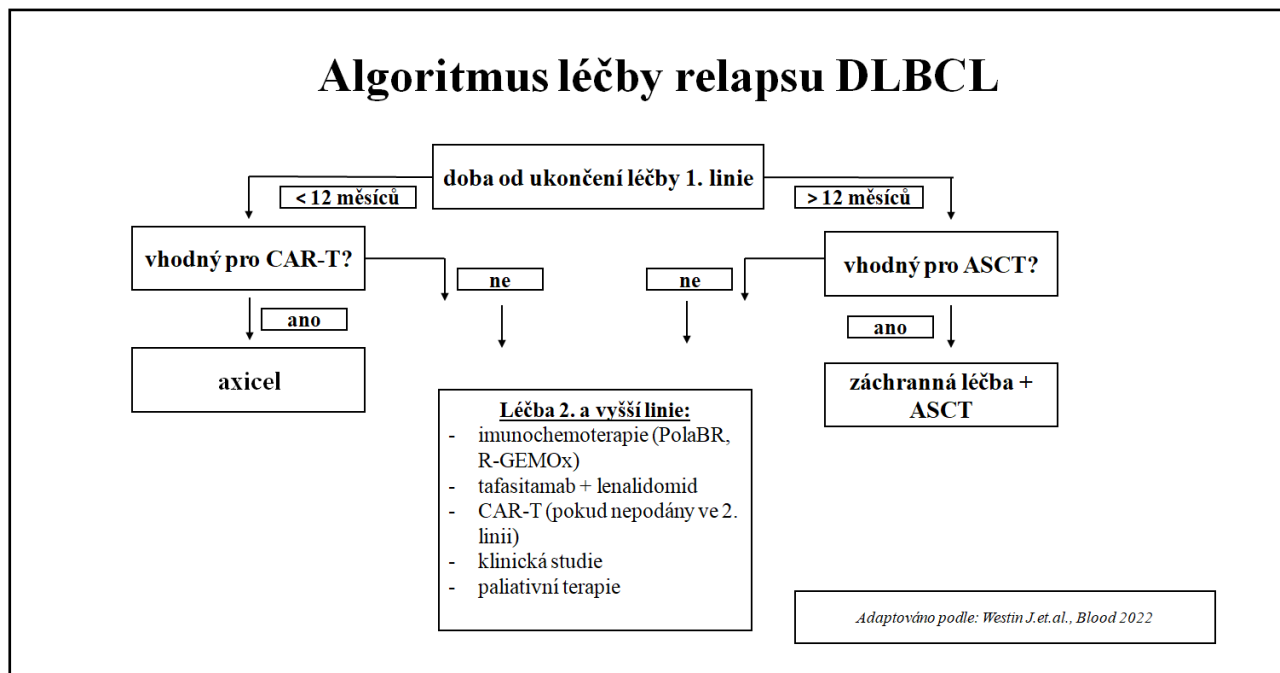 Algoritmus léčby relapsu DLBCL
doba od ukončení léčby 1. linie
< 12 měsíců
> 12 měsíců
vhodný pro CAR-T?
vhodný pro ASCT?
ne
ne
ano
ano
axicel
záchranná léčba +
ASCT
Léčba 2. a vyšší linie:
- imunochemoterapie (PolaBR,
R-GEMOx)
- tafasitamab + lenalidomid
- CAR-T (pokud nepodány ve 2.
linii)
- klinická studie
- paliativní terapie
Adaptováno podle: Westin J.et.al., Blood 2022